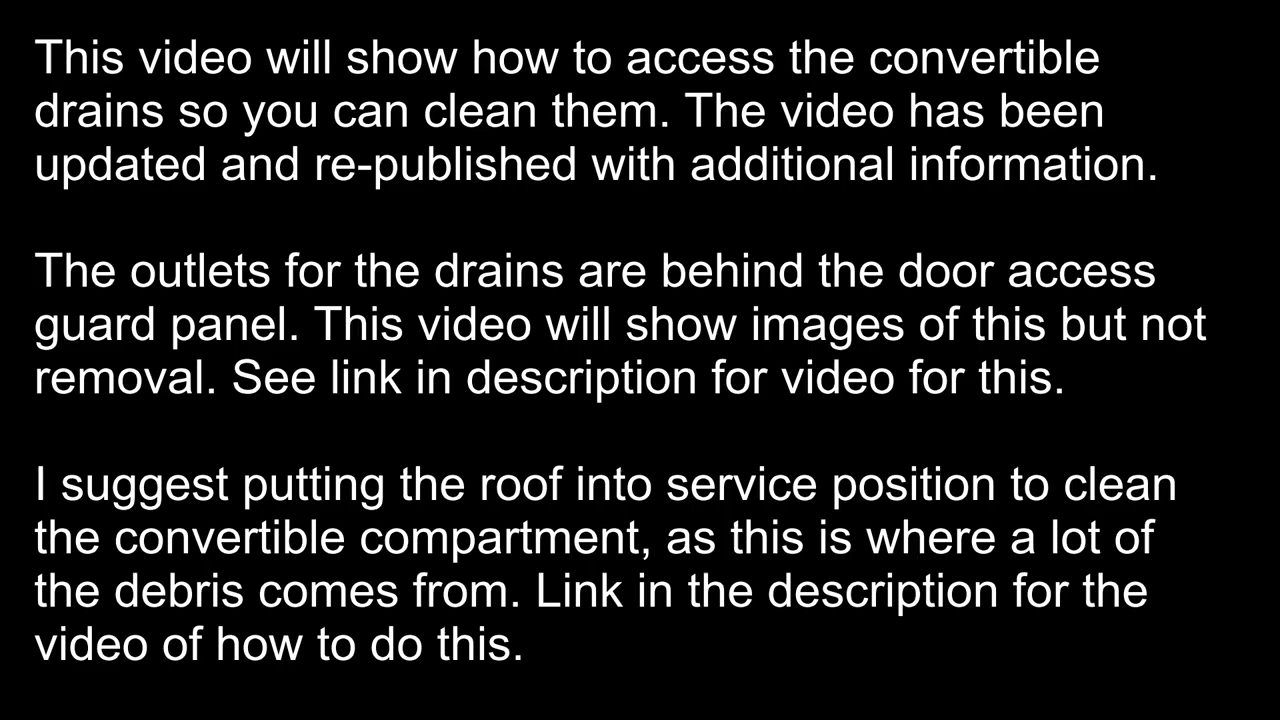 This video will show how to access the convertible
drains so you can clean them. The video has been
updated and re-published with additional information.
The outlets for the drains are behind the door access
guard panel. This video will show images of this but not
removal. See link in description for video for this.
I suggest putting the roof into service position to clean
the convertible compartment, as this is where a lot of
the debris comes from. Link in the description for the
video of how to do this.